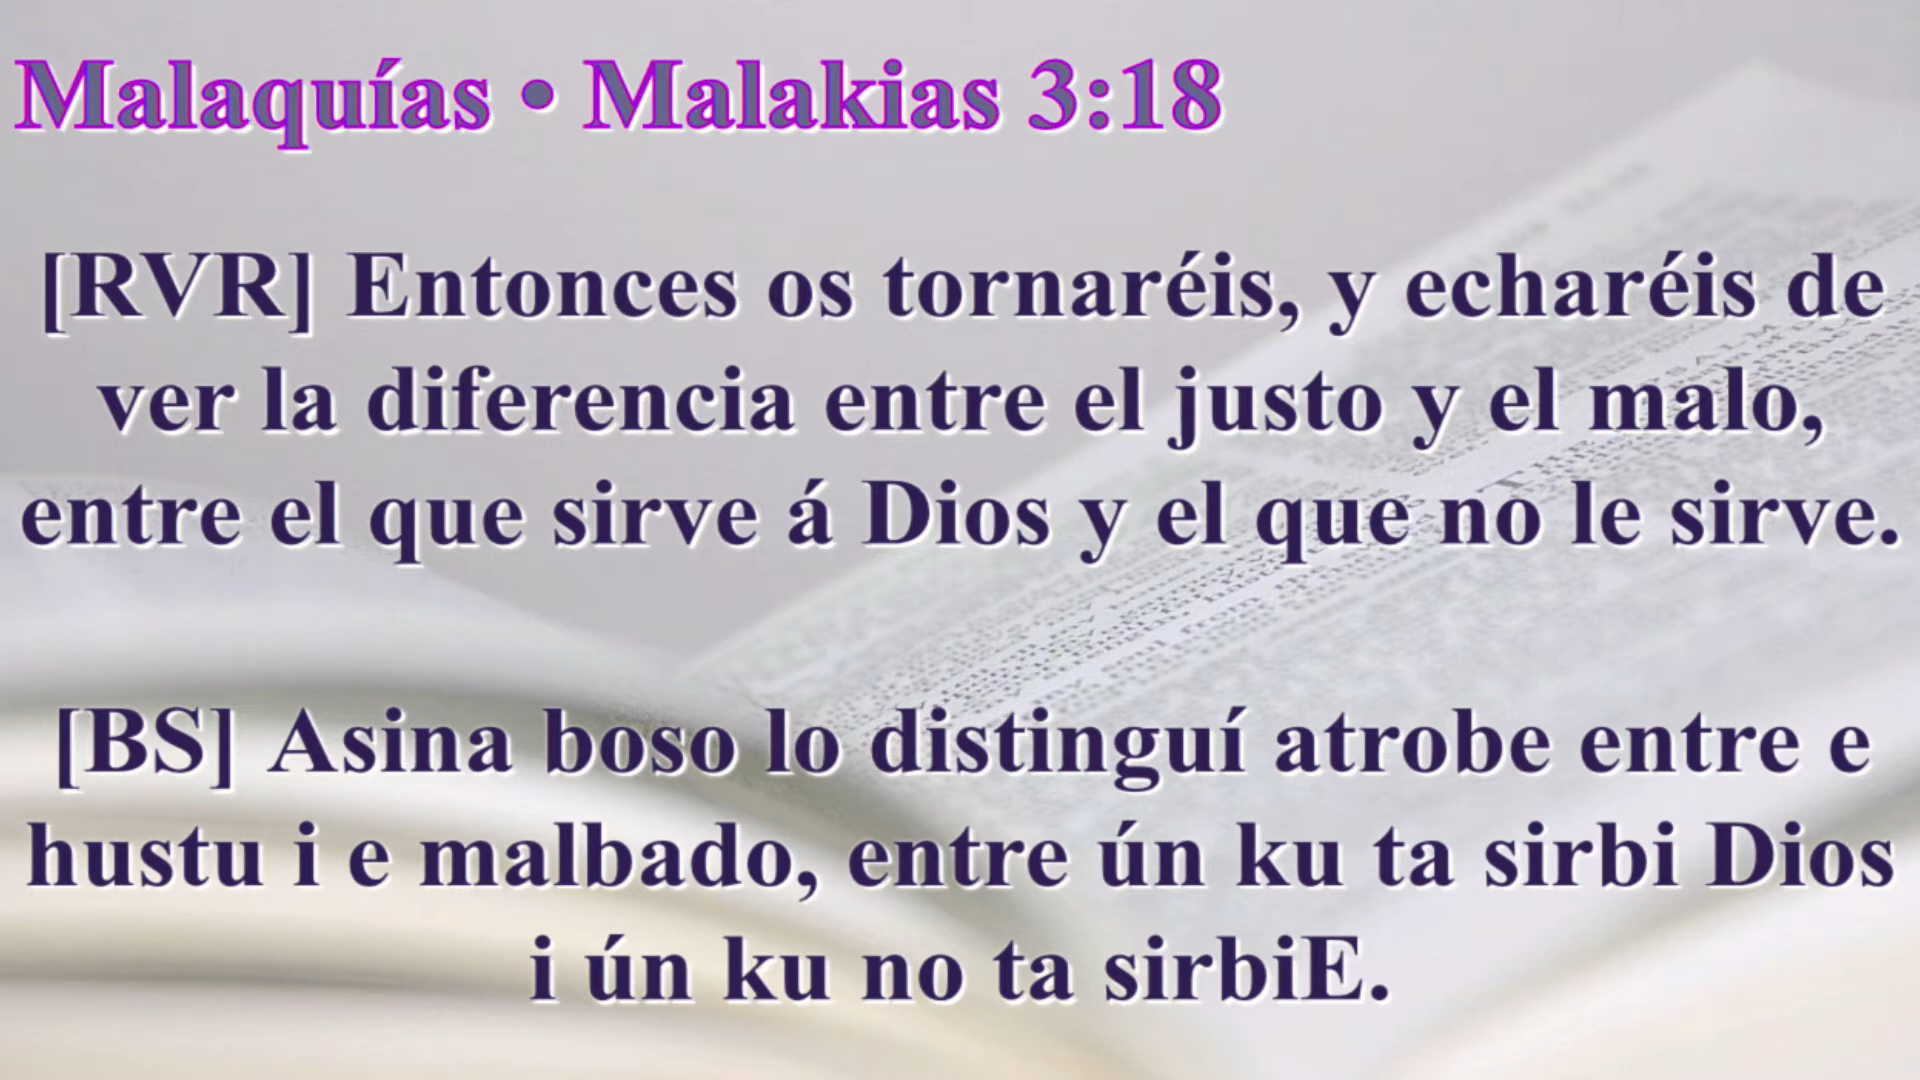 Malaquías • Malakias 3:18
[RVR] Entonces os tornaréis, y echaréis de
ver la diferencia entre el justo y el malo,
entre el que sirve á Dios y el que no le sirve.
[BS] Asina boso lo distinguí atrobe entre e
hustu i e malbado, entre ún ku ta sirbi Dios
i ún ku no ta sirbiE.